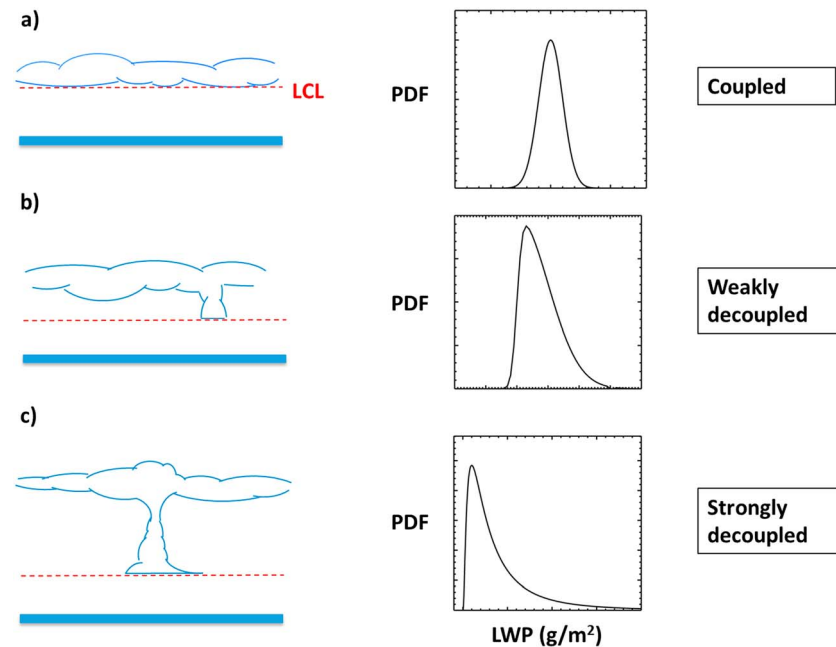 a)
LCL
PDF
Coupled
b)
PDF
Weakly
decoupled
c)
PDF
Strongly
decoupled
LWP (g/m²)